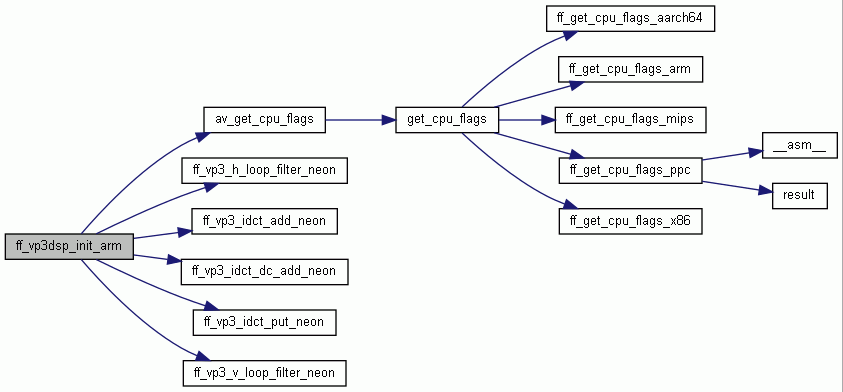 ff_get_cpu_flags_aarch64
ff_get_cpu_flags_arm
av_get_cpu_flags
get_cpu_flags
ff_get_cpu_flags_mips
__asm__
ff_vp3_h_loop_filter_neon
ff_get_cpu_flags_ppc
result
ff_vp3_idct_add_neon
ff_get_cpu_flags_x86
ff_vp3dsp_init_arm
ff_vp3_idct_dc_add_neon
ff_vp3_idct_put_neon
ff_vp3_v_loop_filter_neon